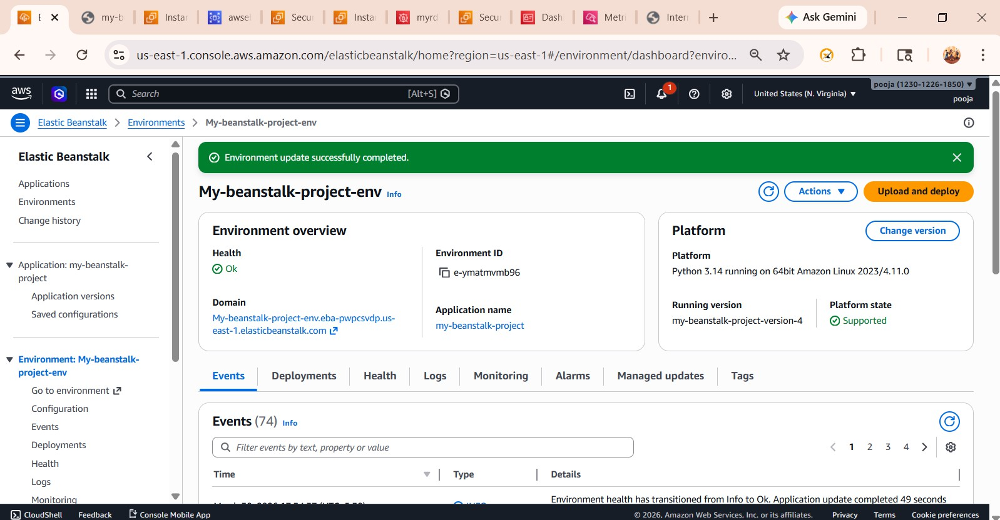 E
my-b
Instan
awsel
Secu
Insta
myrd
Secu
Dash
Metri
Intern
Ask Gemini
us-east-1.console.aws.amazon.com/elasticbeanstalk/home?region=us-east-1#/environment/dashboard?enviro...
aws
Search
[Alt+S]
1
United States (N. Virginia)
pooja (1230-1226-1850)
pooja
Elastic Beanstalk
Environments
My-beanstalk-project-env
Elastic Beanstalk
Applications
Environments
Change history
Application: my-beanstalk-
project
Application versions
Saved configurations
Environment: My-beanstalk-
project-env
Go to environment
Configuration
Events
Deployments
Health
Logs
Monitoring
Environment update successfully completed.
My-beanstalk-project-env Info
Actions
Upload and deploy
Environment overview
Health
Ok
Environment ID
e-ymatmvmb96
Domain
My-beanstalk-project-env.eba-pwpcsvdp.us-
east-1.elasticbeanstalk.com
Application name
my-beanstalk-project
Platform
Change version
Platform
Python 3.14 running on 64bit Amazon Linux 2023/4.11.0
Running version
my-beanstalk-project-version-4
Platform state
Supported
Events
Deployments
Health
Logs
Monitoring
Alarms
Managed updates
Tags
Events (74) Info
Filter events by text, property or value
1 2 3 4
Time
Type
Details
Environment health has transitioned from Info to Ok. Application update completed 49 seconds
CloudShell
Feedback
Console Mobile App
© 2026, Amazon Web Services, Inc. or its affiliates.
Privacy
Terms
Cookie preferences